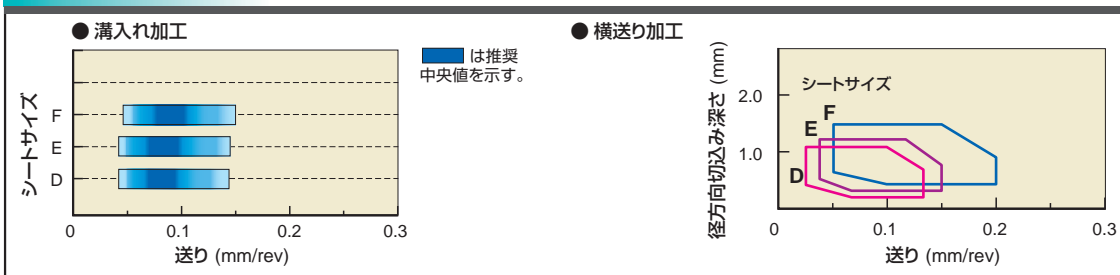 ● 溝入れ加工
は推奨
中央値を示す。
シートサイズ
F
E
D
0
0.1
0.2
0.3
送り (mm/rev)
● 横送り加工
径方向切込み深さ (mm)
2.0
1.0
シートサイズ
F
E
D
0
0.1
0.2
0.3
送り (mm/rev)